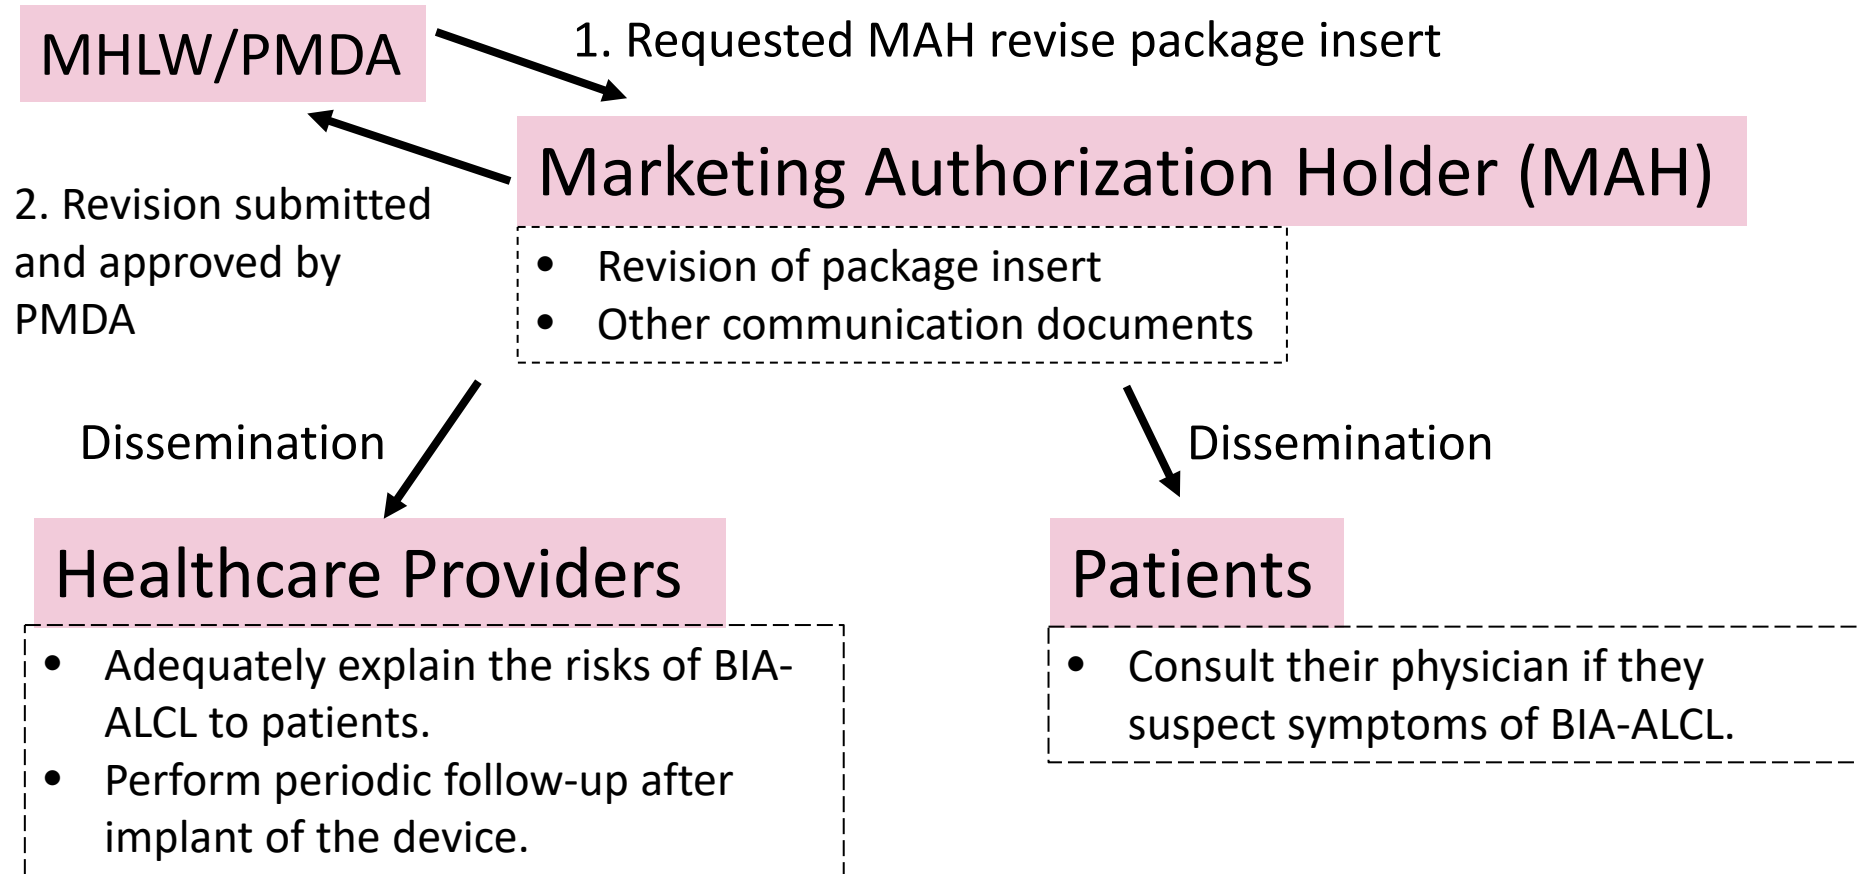 MHLW/PMDA
1. Requested MAH revise package insert
Marketing Authorization Holder (MAH)
2. Revision submitted
and approved by
PMDA
• Revision of package insert
• Other communication documents
Dissemination
Dissemination
Healthcare Providers
• Adequately explain the risks of BIA-
ALCL to patients.
• Perform periodic follow-up after
implant of the device.
Patients
• Consult their physician if they
suspect symptoms of BIA-ALCL.